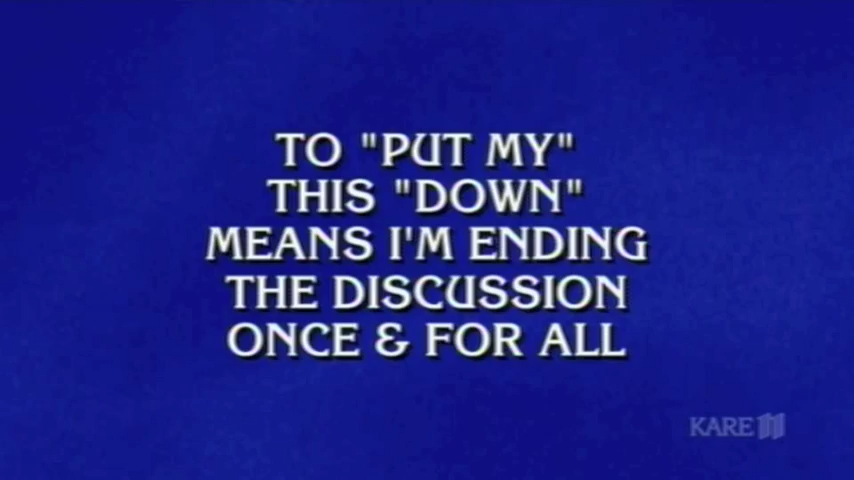 TO "PUT MY"
THIS "DOWN"
MEANS I'M ENDING
THE DISCUSSION
ONCE & FOR ALL
KARE 11